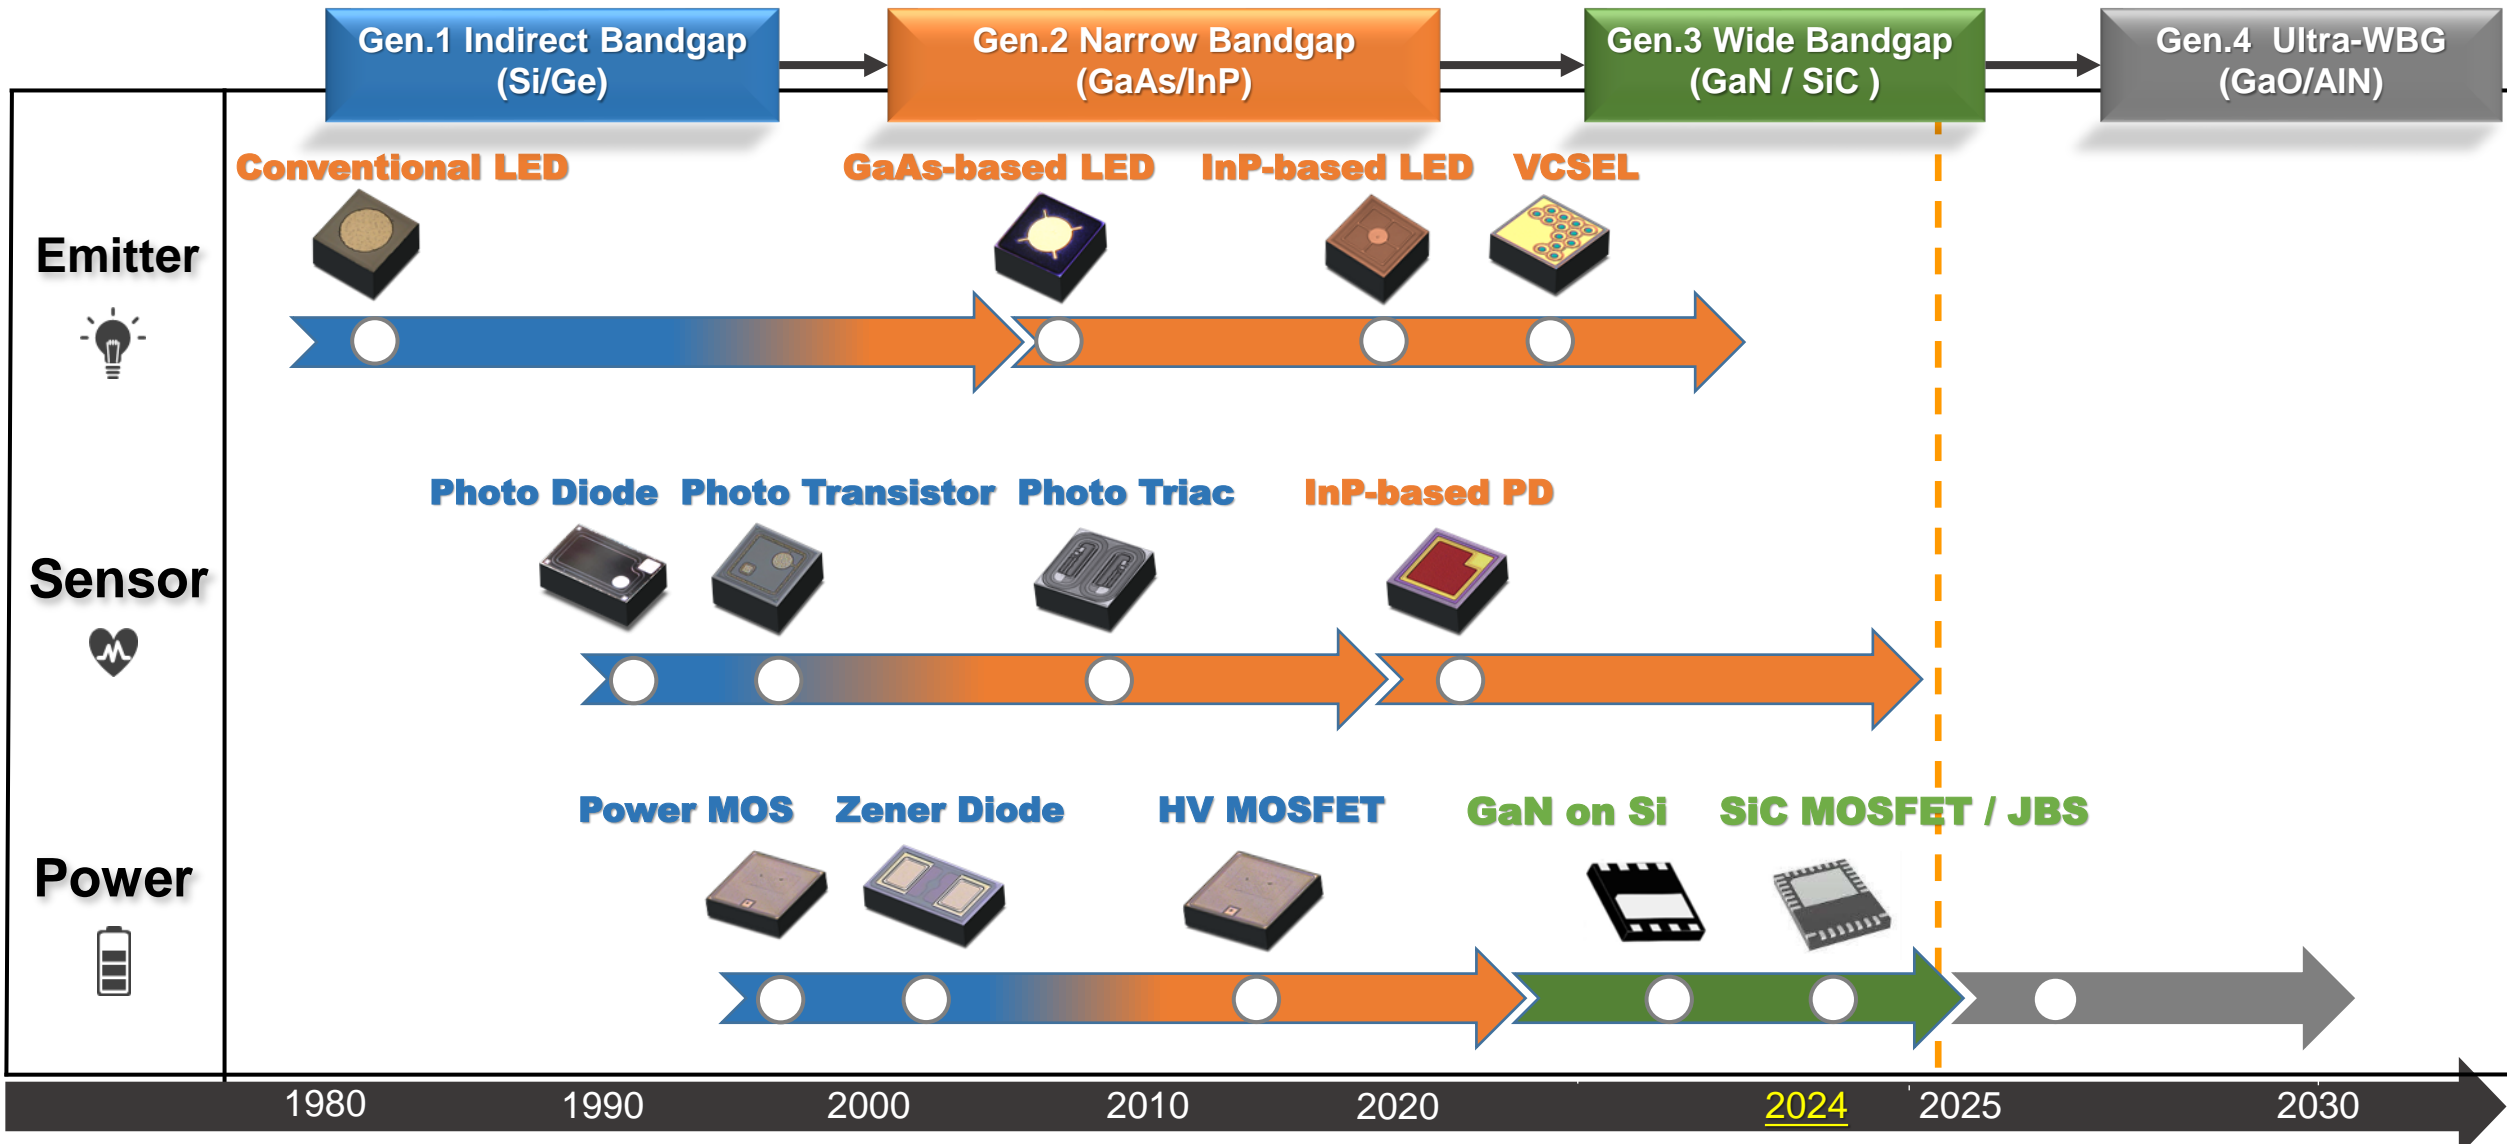 Gen.1 Indirect Bandgap
(Si/Ge)
Gen.2 Narrow Bandgap
(GaAs/InP)
Gen.3 Wide Bandgap
(GaN / SiC )
Gen.4 Ultra-WBG
(GaO/AlN)
Emitter
Conventional LED
GaAs-based LED
InP-based LED
VCSEL
Sensor
Photo Diode
Photo Transistor
Photo Triac
InP-based PD
Power
Power MOS
Zener Diode
HV MOSFET
GaN on Si
SiC MOSFET / JBS
1980
1990
2000
2010
2020
2024
2025
2030